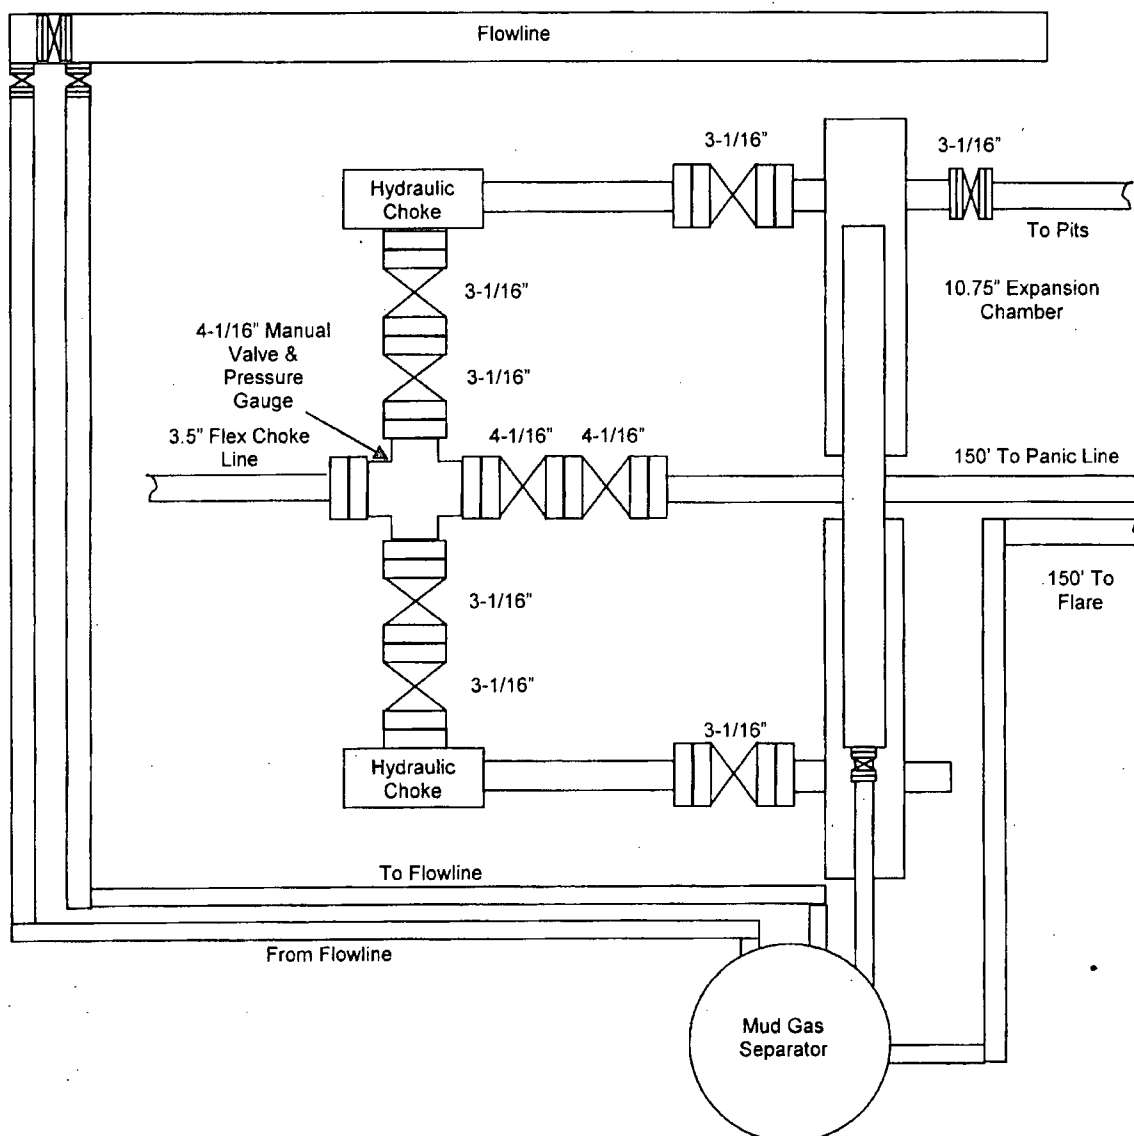 Flowline
3-1/16"
3-1/16"
Hydraulic
Choke
To Pits
3-1/16"
10.75" Expansion
Chamber
4-1/16" Manual
Valve &
Pressure
Gauge
3-1/16"
3.5" Flex Choke
Line
4-1/16"
4-1/16"
150' To Panic Line
150' To
Flare
3-1/16"
3-1/16"
3-1/16"
Hydraulic
Choke
To Flowline
From Flowline
Mud Gas
Separator